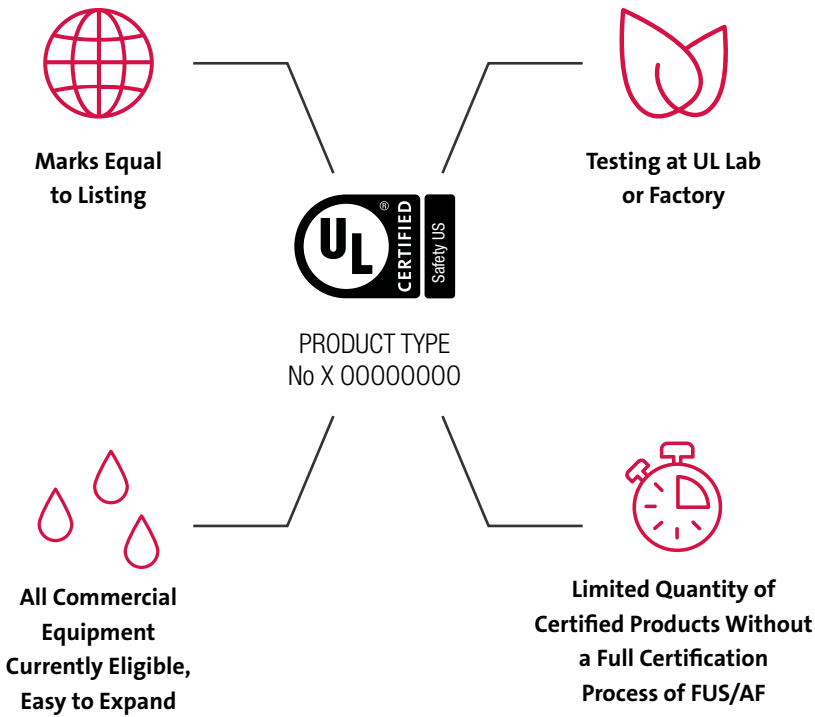 Marks Equal
to Listing
Testing at UL Lab
or Factory
UL
®
CERTIFIED
Safety US
PRODUCT TYPE
No X 00000000
All Commercial
Equipment
Currently Eligible,
Easy to Expand
Limited Quantity of
Certified Products Without
a Full Certification
Process of FUS/AF